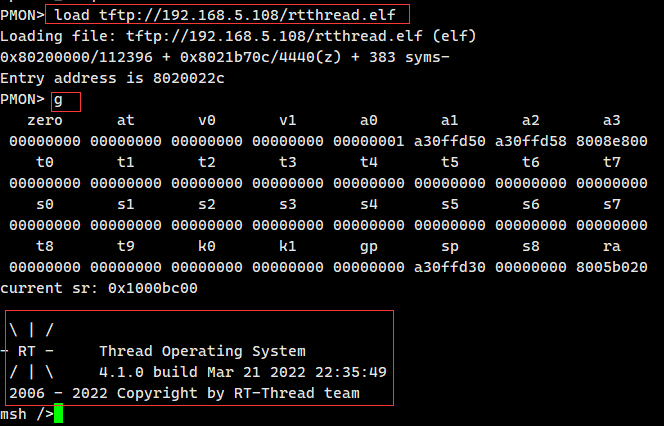 PMON> load tftp://192.168.5.108/rtthread.elf
Loading file: tftp://192.168.5.108/rtthread.elf (elf)
0x80200000/112396 + 0x8021b70c/4440(z) + 383 syms-
Entry address is 8020022c
PMON> g
zero at v0 v1 a0 a1 a2 a3
00000000 00000000 00000000 00000000 00000001 a30ffd50 a30ffd58 8008e800
t0 t1 t2 t3 t4 t5 t6 t7
00000000 00000000 00000000 00000000 00000000 00000000 00000000 00000000
s0 s1 s2 s3 s4 s5 s6 s7
00000000 00000000 00000000 00000000 00000000 00000000 00000000 00000000
t8 t9 k0 k1 gp sp s8 ra
00000000 00000000 00000000 00000000 00000000 a30ffd30 00000000 8005b020
current sr: 0x1000bc00
\ | /
- RT - Thread Operating System
/ | \ 4.1.0 build Mar 21 2022 22:35:49
2006 - 2022 Copyright by RT-Thread team
msh />